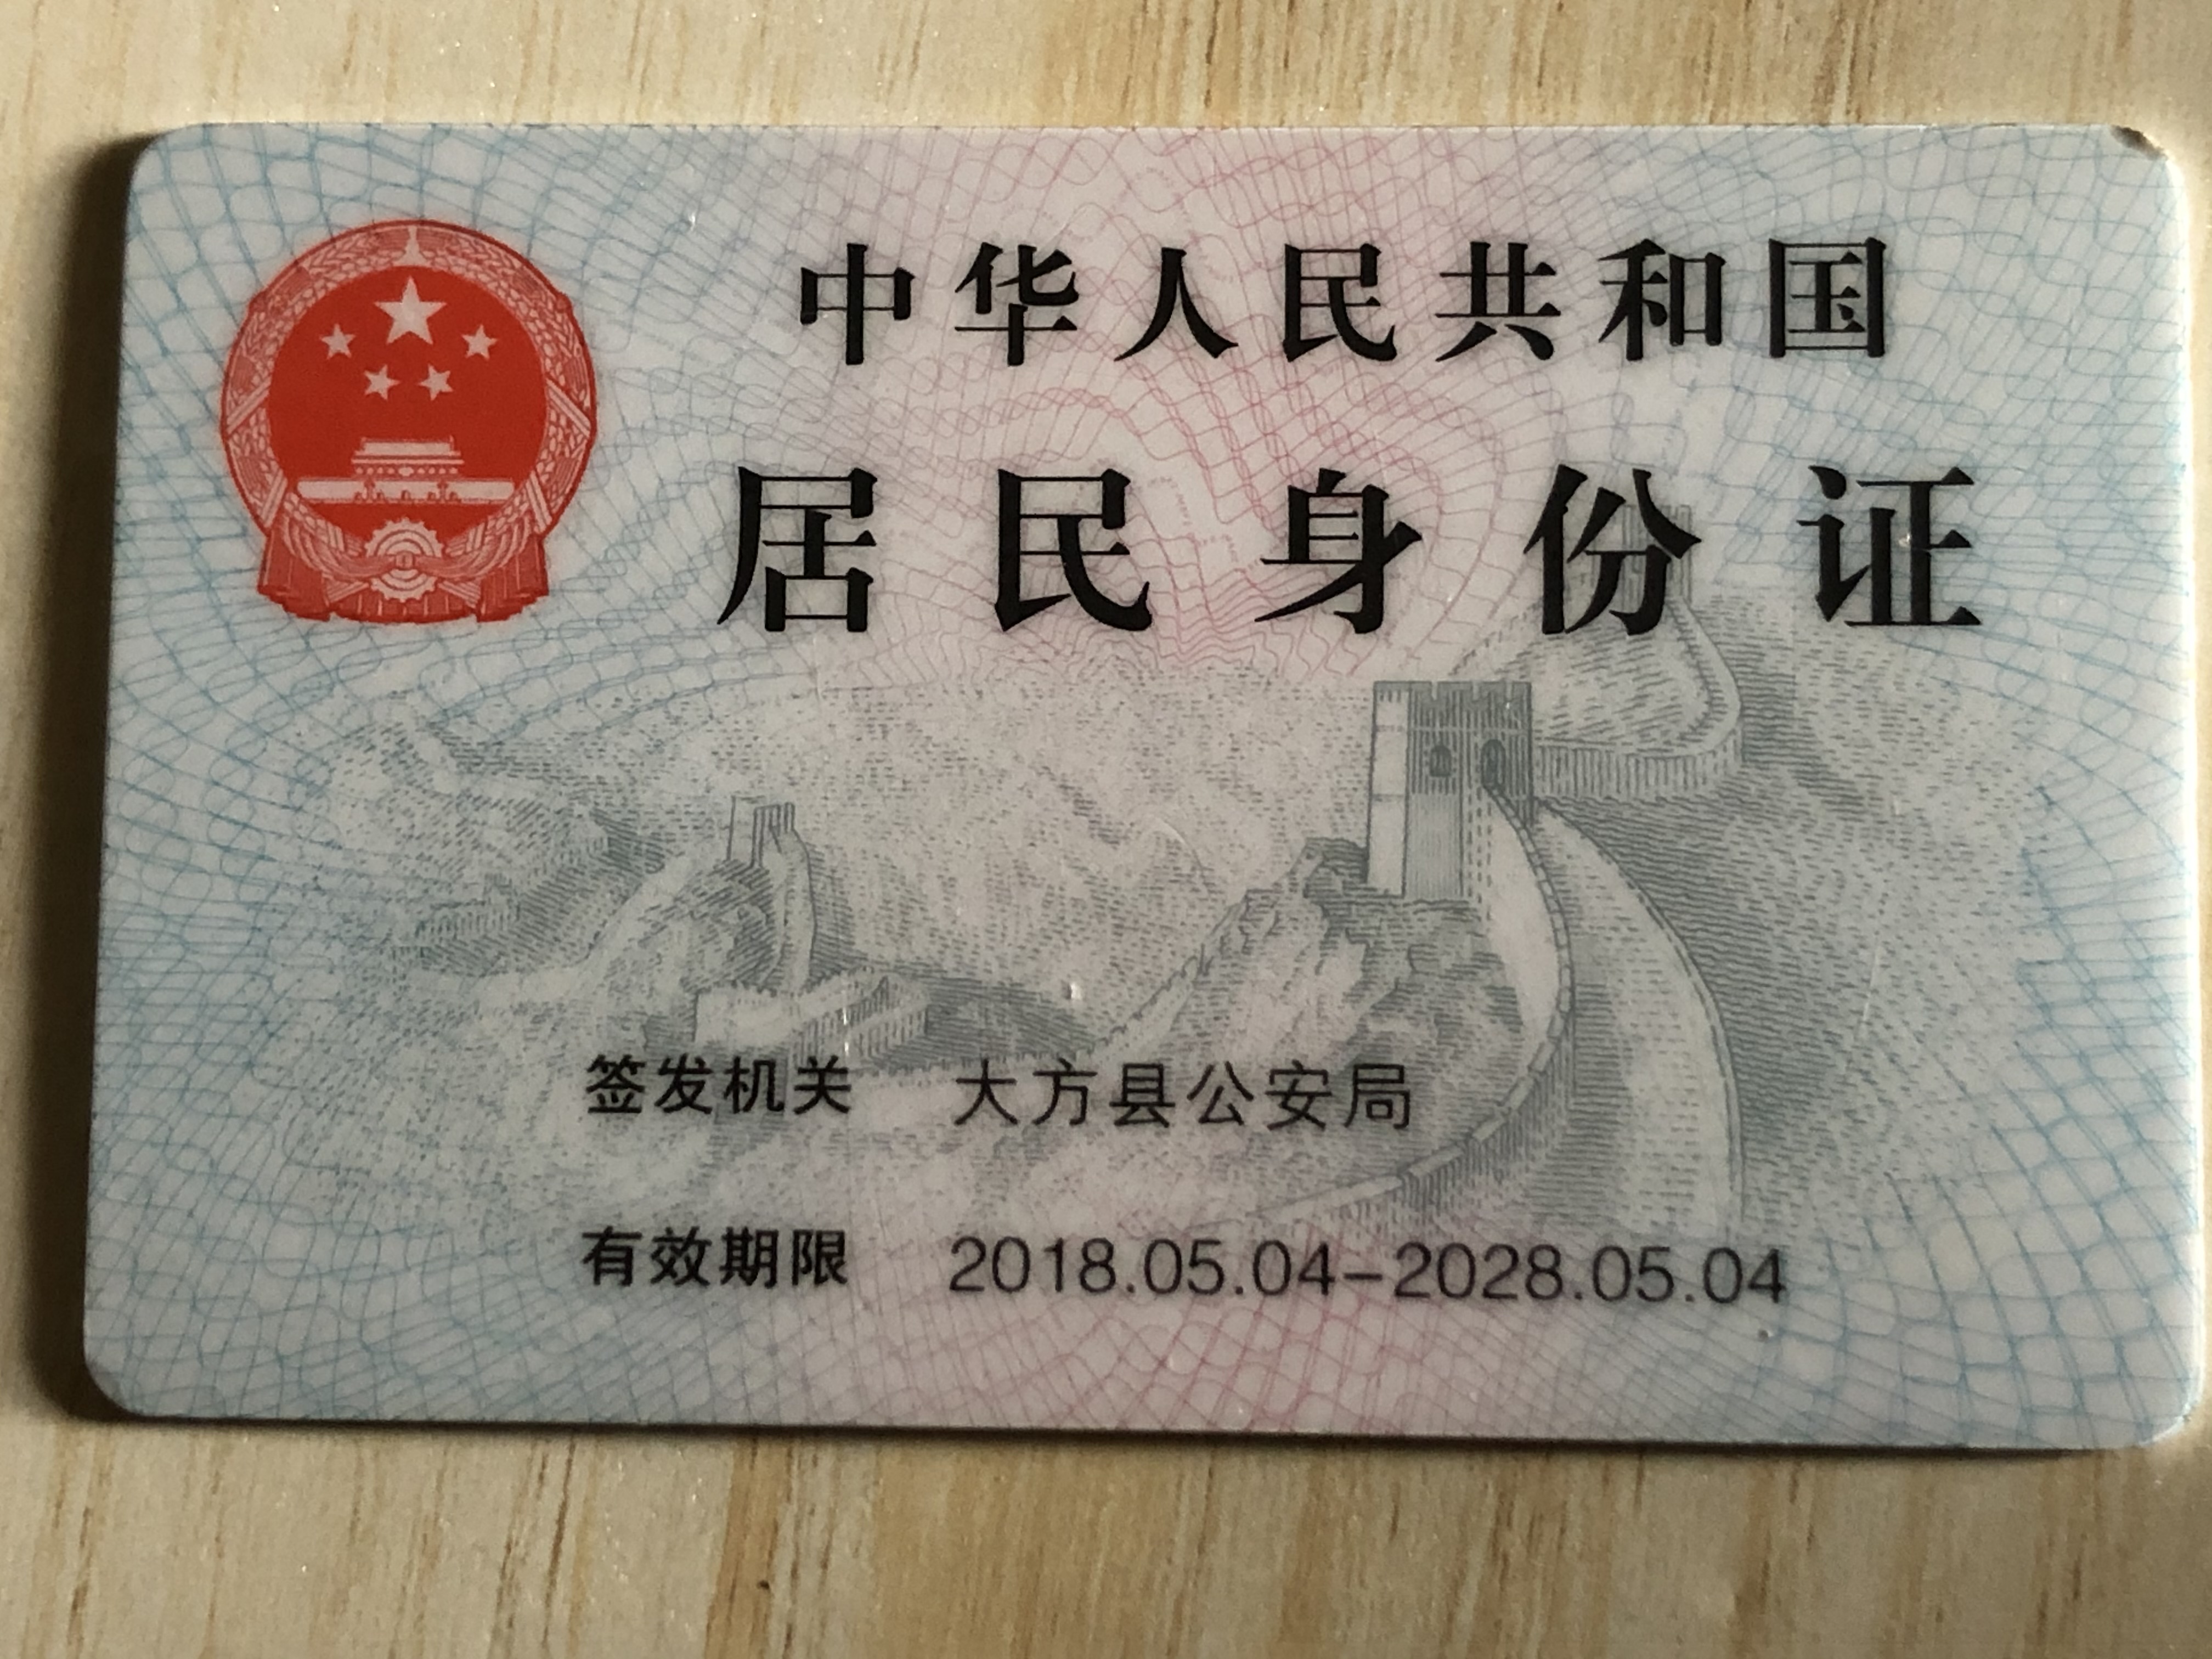 中华人民共和国
居民身份证
签发机关 大方县公安局
有效期限 2018.05.04-2028.05.04